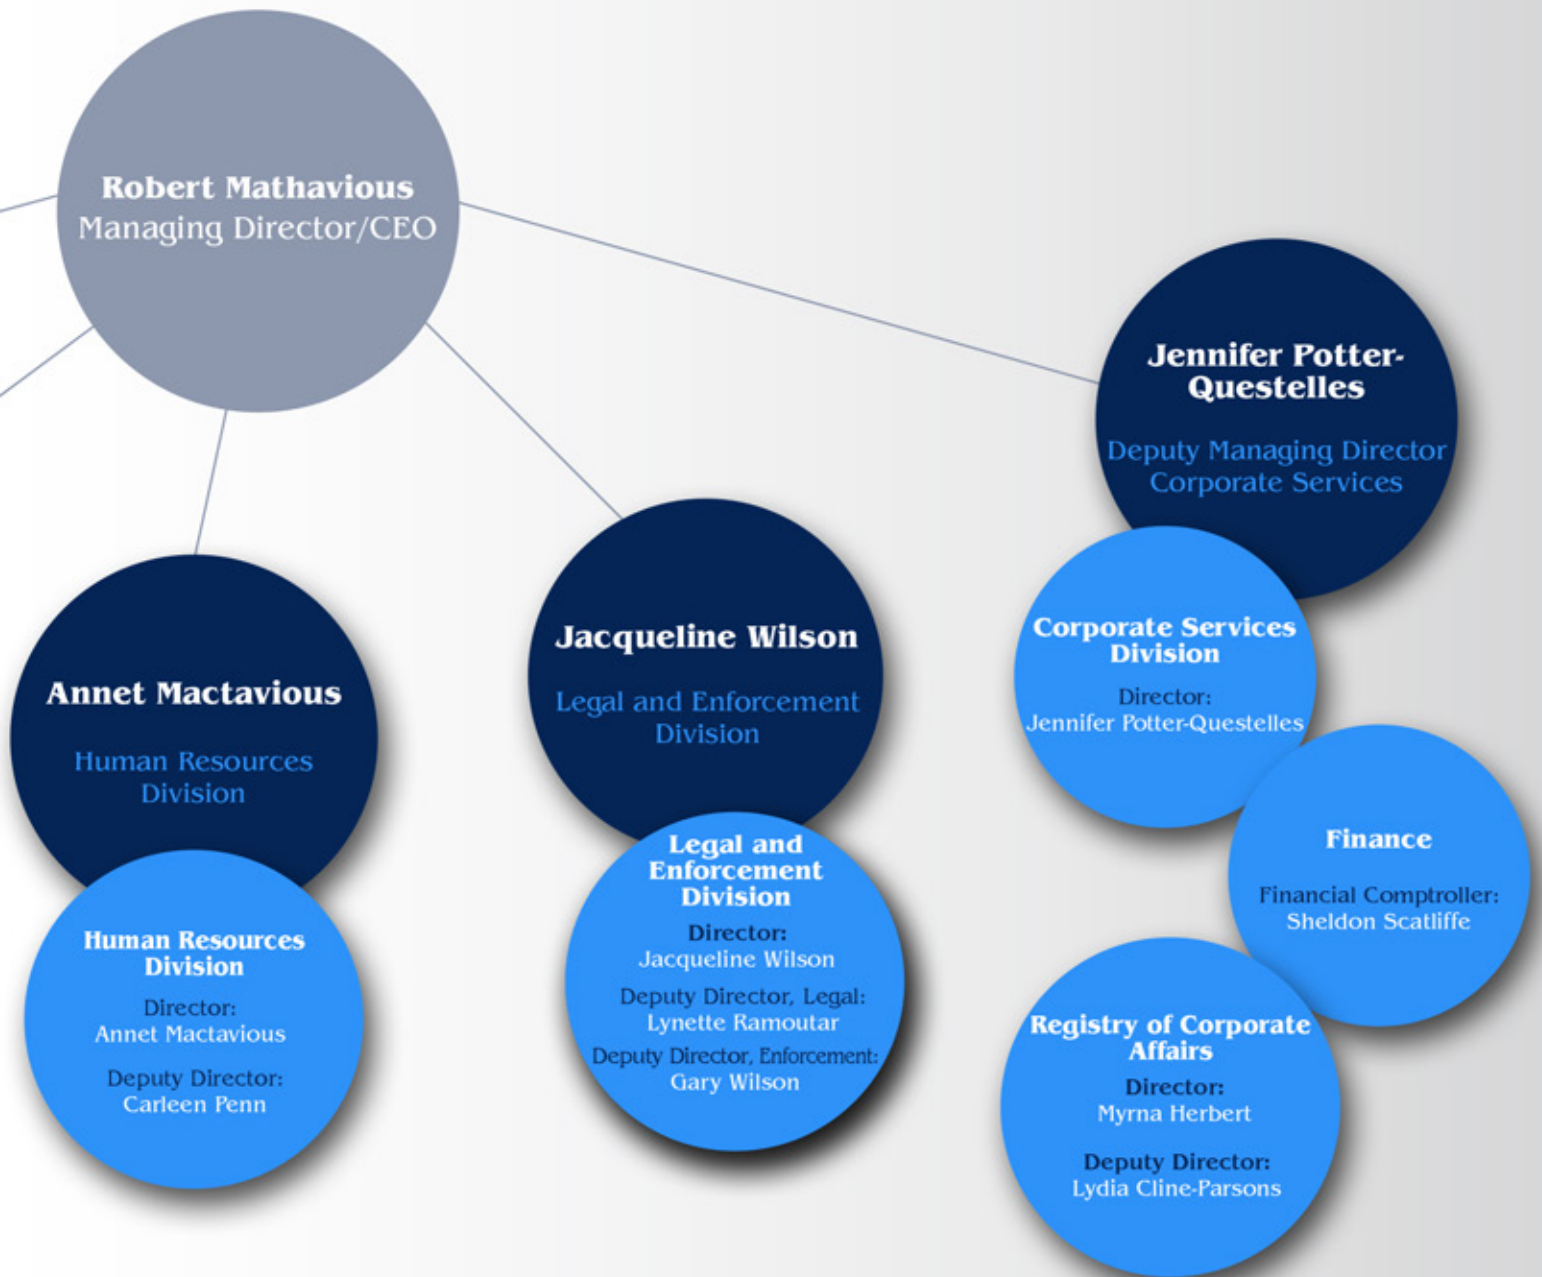 Robert Mathavious
Managing Director/CEO
Annet Mactavious
Human Resources
Division
Human Resources
Division
Director:
Annet Mactavious
Deputy Director:
Carleen Penn
Jacqueline Wilson
Legal and Enforcement
Division
Legal and
Enforcement
Division
Director:
Jacqueline Wilson
Deputy Director, Legal:
Lynette Ramoutar
Deputy Director, Enforcement:
Gary Wilson
Jennifer Potter-
Questelles
Deputy Managing Director
Corporate Services
Corporate Services
Division
Director:
Jennifer Potter-Questelles
Finance
Financial Comptroller:
Sheldon Scatliffe
Registry of Corporate
Affairs
Director:
Myrna Herbert
Deputy Director:
Lydia Cline-Parsons